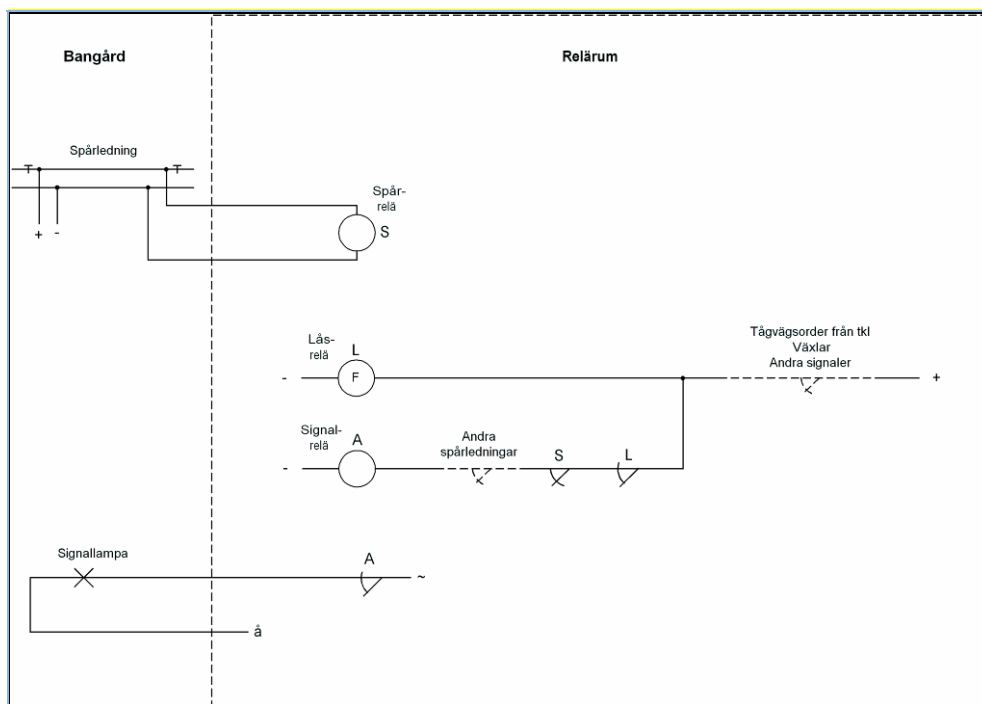 Bangård
Relärum
Spårledning
+ -
Spår-
relä
S
Tågvägsorder från tkl
Växlar
Andra signaler
Lås-
relä
L
- F +
Signal-
relä
A
Andra
spårledningar
S
L
-
Signallampa
A
~
å